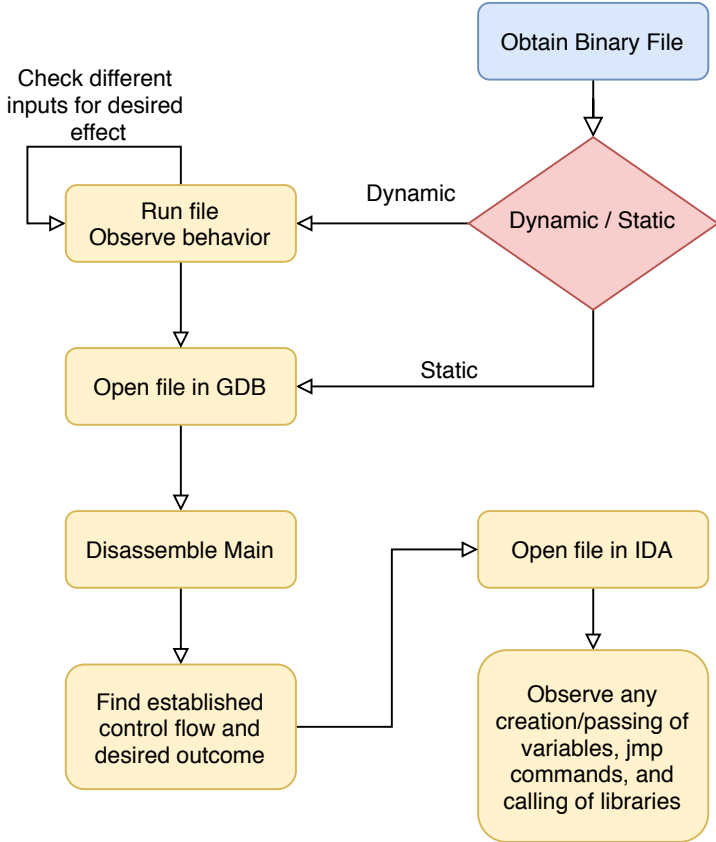 Obtain Binary File
Check different
inputs for desired
effect
Dynamic
Dynamic / Static
Run file
Observe behavior
Static
Open file in GDB
Disassemble Main
Open file in IDA
Find established
control flow and
desired outcome
Observe any
creation/passing of
variables, jmp
commands, and
calling of libraries